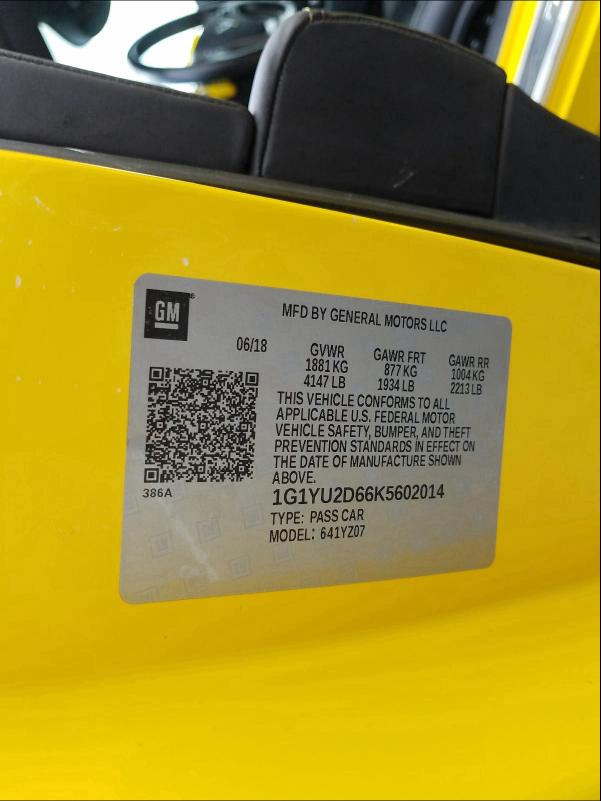 GM
MFD BY GENERAL MOTORS LLC
06/18 GVWR GAWR FRT GAWR RR
1881 KG 877 KG 1004 KG
4147 LB 1934 LB 2213 LB
THIS VEHICLE CONFORMS TO ALL
APPLICABLE U.S. FEDERAL MOTOR
VEHICLE SAFETY, BUMPER, AND THEFT
PREVENTION STANDARDS IN EFFECT ON
THE DATE OF MANUFACTURE SHOWN
ABOVE.
386A
1G1YU2D66K5602014
TYPE: PASS CAR
MODEL: 641YZ07